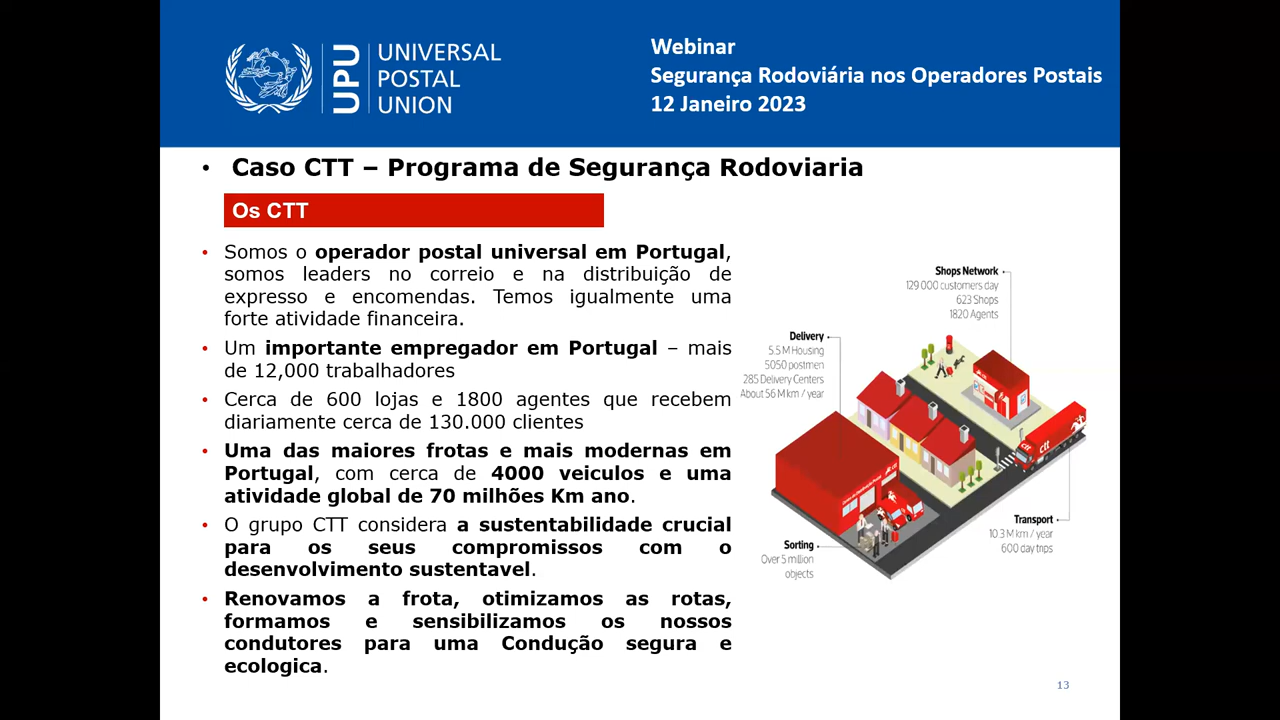 UPU
UNIVERSAL
POSTAL
UNION
Webinar
Segurança Rodoviária nos Operadores Postais
12 Janeiro 2023
• Caso CTT – Programa de Segurança Rodoviaria
Os CTT
• Somos o operador postal universal em Portugal,
somos leaders no correio e na distribuição de
expresso e encomendas. Temos igualmente uma
forte atividade financeira.
• Um importante empregador em Portugal – mais
de 12,000 trabalhadores
• Cerca de 600 lojas e 1800 agentes que recebem
diariamente cerca de 130.000 clientes
• Uma das maiores frotas e mais modernas em
Portugal, com cerca de 4000 veiculos e uma
atividade global de 70 milhões Km ano.
• O grupo CTT considera a sustentabilidade crucial
para os seus compromissos com o
desenvolvimento sustentavel.
• Renovamos a frota, otimizamos as rotas,
formamos e sensibilizamos os nossos
condutores para uma Condução segura e
ecologica.
Shops Network
129 000 customers day
623 Shops
1820 Agents
Delivery
5.5 M Housing
5050 postmen
285 Delivery Centers
About 56 M km / year
ctt
ctt
Transport
10.3 M km / year
600 day trips
Sorting
Over 5 million
objects
13